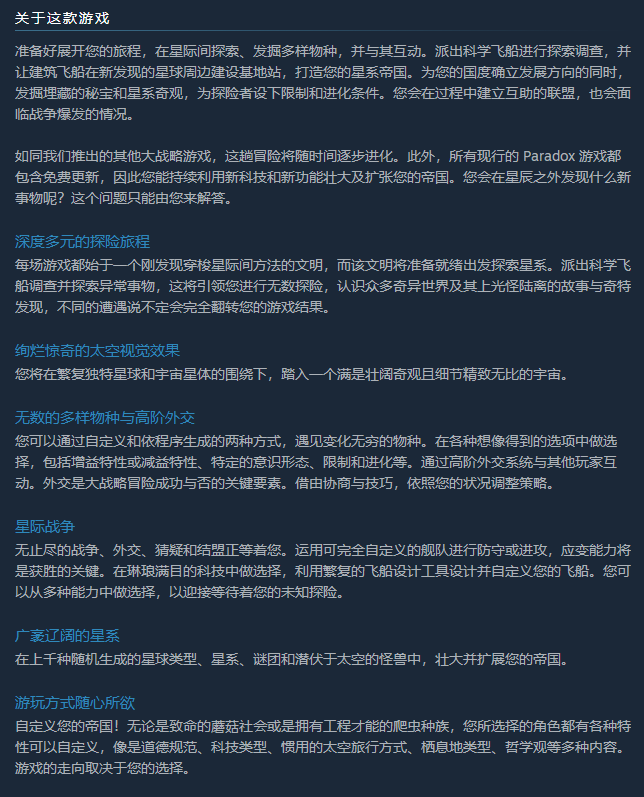 关于这款游戏
准备好展开您的旅程，在星际间探索、发掘多样物种，并与其互动。派出科学飞船进行探索调查，并
让建筑飞船在新发现的星球周边建设基地站，打造您的星系帝国。为您的国度确立发展方向的同时，
发掘埋藏的秘宝和星系奇观，为探险者设下限制和进化条件。您会在过程中建立互助的联盟，也会面
临战争爆发的情况。
如同我们推出的其他大战略游戏，这趟冒险将随时间逐步进化。此外，所有现行的 Paradox 游戏都
包含免费更新，因此您能持续利用新科技和新功能壮大及扩张您的帝国。您会在星辰之外发现什么新
事物呢？这个问题只能由您来解答。
深度多元的探险旅程
每场游戏都始于一个刚发现穿梭星际间方法的文明，而该文明将准备就绪出发探索星系。派出科学飞
船调查并探索异常事物，这将引领您进行无数探险，认识众多奇异世界及其上光怪陆离的故事与奇特
发现，不同的遭遇说不定会完全翻转您的游戏结果。
绚烂惊奇的太空视觉效果
您将在繁复独特星球和宇宙星体的围绕下，踏入一个满是壮阔奇观且细节精致无比的宇宙。
无数的多样物种与高阶外交
您可以通过自定义和依程序生成的两种方式，遇见变化无穷的物种。在各种想像得到的选项中做选
择，包括增益特性或减益特性、特定的意识形态、限制和进化等。通过高阶外交系统与其他玩家互
动。外交是大战略冒险成功与否的关键要素。借由协商与技巧，依照您的状况调整策略。
星际战争
无止尽的战争、外交、猜疑和结盟正等着您。运用可完全自定义的舰队进行防守或进攻，应变能力将
是获胜的关键。在琳琅满目的科技中做选择，利用繁复的飞船设计工具设计并自定义您的飞船。您可
以从多种能力中做选择，以迎接等待着您的未知探险。
广袤辽阔的星系
在上千种随机生成的星球类型、星系、谜团和潜伏于太空的怪兽中，壮大并扩展您的帝国。
游玩方式随心所欲
自定义您的帝国！无论是致命的蘑菇社会或是拥有工程才能的爬虫种族，您所选择的角色都有各种特
性可以自定义，像是道德规范、科技类型、惯用的太空旅行方式、栖息地类型、哲学观等多种内容。
游戏的走向取决于您的选择。